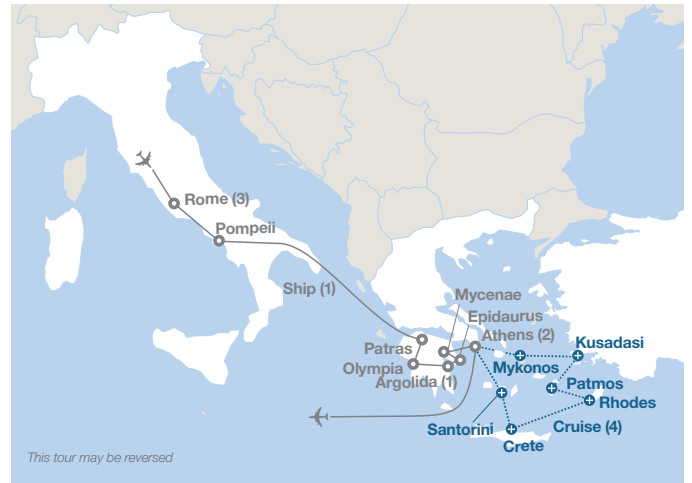 Rome (3)
Pompeii
Ship (1)
Mycenae
Epidaurus
Athens (2)
Patras
Olympia
Argolida (1)
Kusadasi
Mykonos
Patmos
Rhodes
Santorini
Cruise (4)
Crete
This tour may be reversed